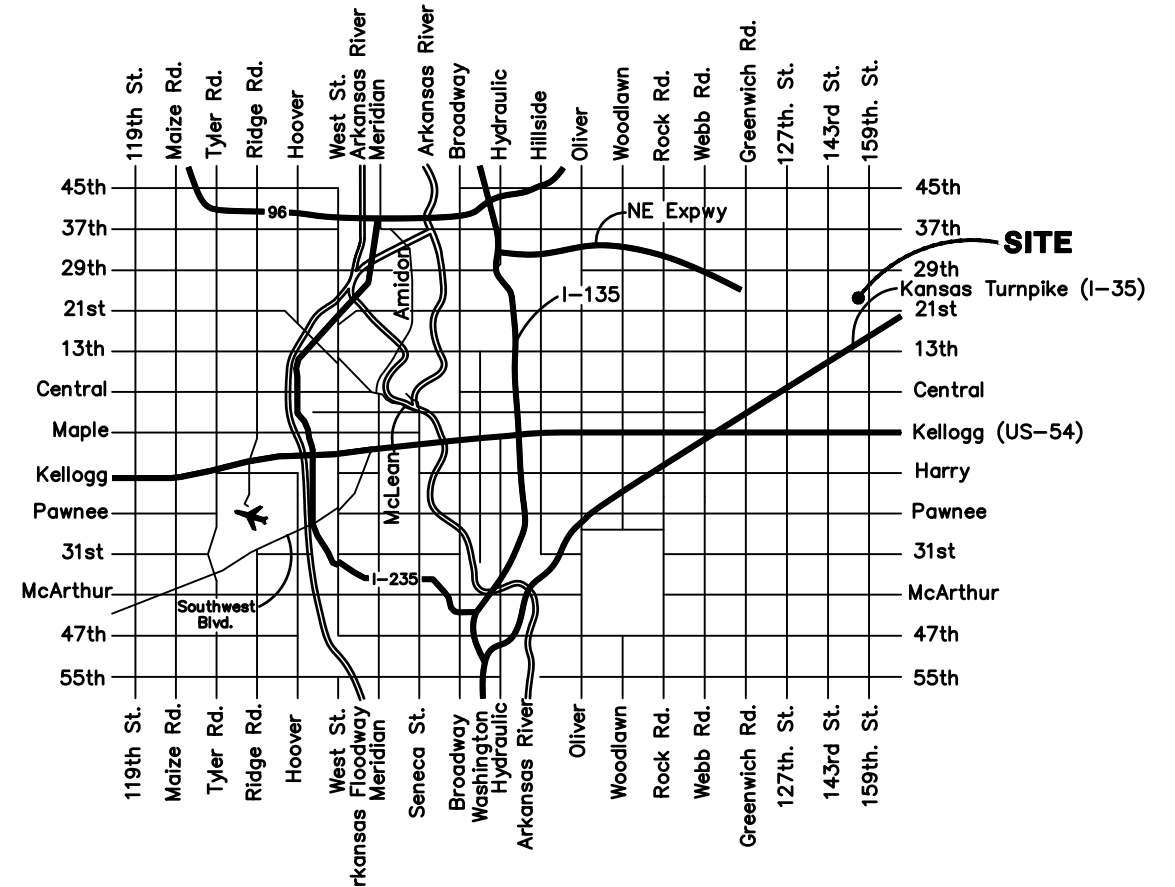 119th St.
Maize Rd.
Tyler Rd.
Ridge Rd.
Hoover
West St.
Arkansas River
Meridian
Arkansas River
Broadway
Hydraulic
Hillside
Oliver
Woodlawn
Rock Rd.
Webb Rd.
Greenwich Rd.
127th. St.
143rd St.
159th. St.
45th
37th
29th
21st
13th
Central
Maple
Kellogg
Pawnee
31st
McArthur
47th
55th
96
Amidon
NE Expwy
I-135
McLean
I-235
Southwest
Blvd.
SITE
45th
37th
29th
Kansas Turnpike (I-35)
21st
13th
Central
Kellogg (US-54)
Harry
Pawnee
31st
McArthur
47th
55th
119th St.
Maize Rd.
Tyler Rd.
Ridge Rd.
Hoover
West St.
rkansas Floodway
Meridian
Seneca St.
Broadway
Washington
Hydraulic
Arkansas River
Oliver
Woodlawn
Rock Rd.
Webb Rd.
Greenwich Rd.
127th. St.
143rd St.
159th. St.